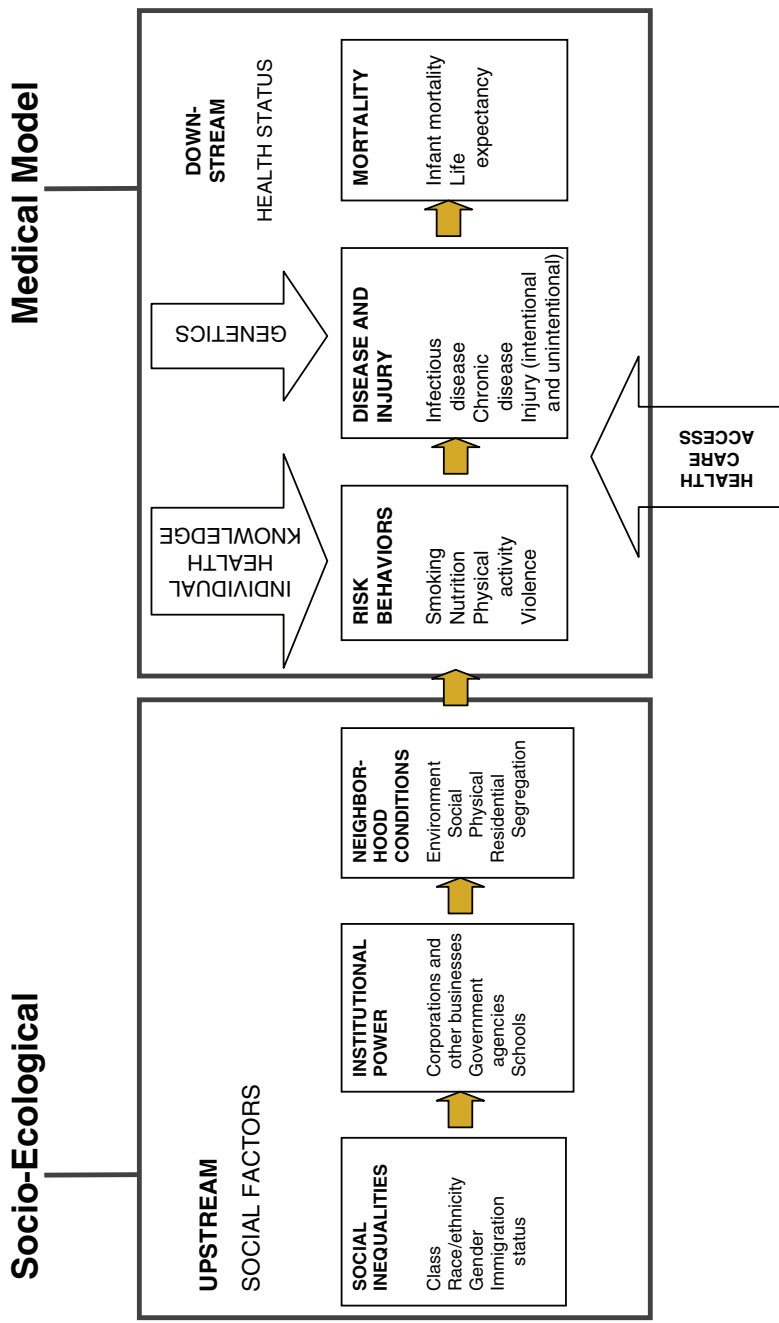 Socio-Ecological
Medical Model
UPSTREAM
SOCIAL FACTORS
SOCIAL
INEQUALITIES
Class
Race/ethnicity
Gender
Immigration
status
INSTITUTIONAL
POWER
Corporations and
other businesses
Government
agencies
Schools
NEIGHBOR-
HOOD
CONDITIONS
Environment
Social
Physical
Residential
Segregation
INDIVIDUAL
HEALTH
KNOWLEDGE
GENETICS
DOWN-
STREAM
HEALTH STATUS
RISK
BEHAVIORS
Smoking
Nutrition
Physical
activity
Violence
DISEASE AND
INJURY
Infectious
disease
Chronic
disease
Injury (intentional
and unintentional)
MORTALITY
Infant mortality
Life
expectancy
HEALTH
CARE
ACCESS